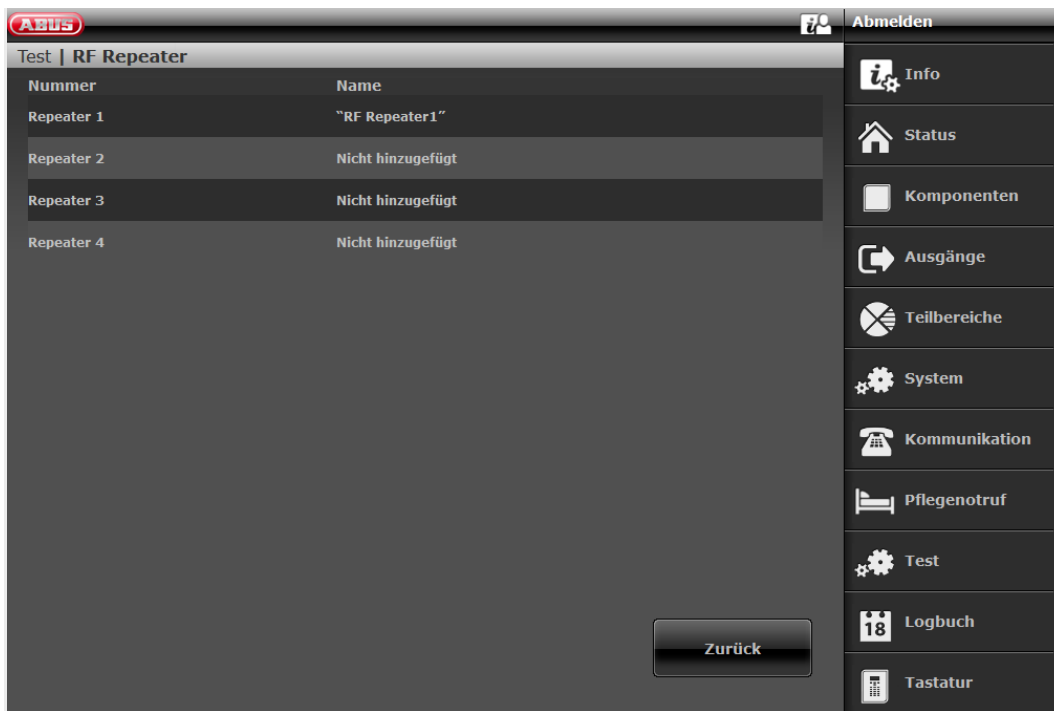 ABUS
Abmelden
Test | RF Repeater
Nummer Name
Repeater 1 "RF Repeater1"
Repeater 2 Nicht hinzugefügt
Repeater 3 Nicht hinzugefügt
Repeater 4 Nicht hinzugefügt
Zurück
Info
Status
Komponenten
Ausgänge
Teilbereiche
System
Kommunikation
Pflegenotruf
Test
18 Logbuch
Tastatur